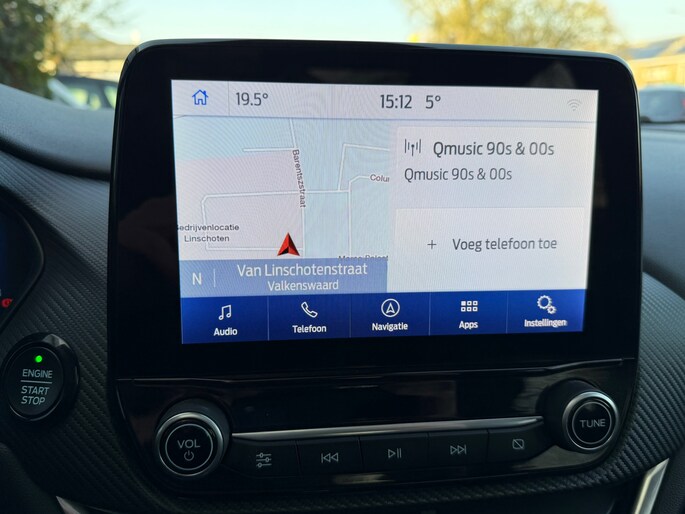 19.5°
15:12 5°
Barentszstraat
Qmusic 90s & 00s
Qmusic 90s & 00s
Linschoten
+ Voeg telefoon toe
N
Van Linschotenstraat
Valkenswaard
Audio
Telefoon
Navigatie
Apps
Instellingen
ENGINE
START
STOP
VOL
TUNE